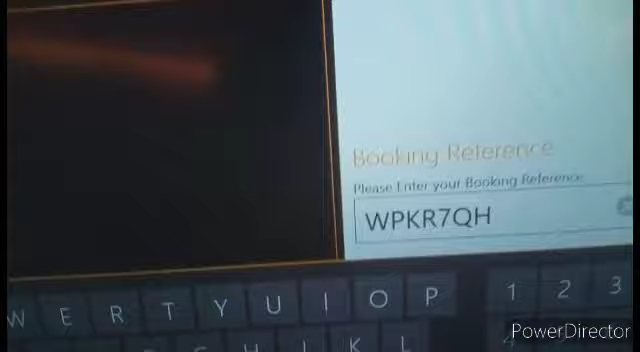 Booking Reference
Please Enter your Booking Reference
WPKR7QH
W E R T Y U I O P 1 2 3
K L
PowerDirector